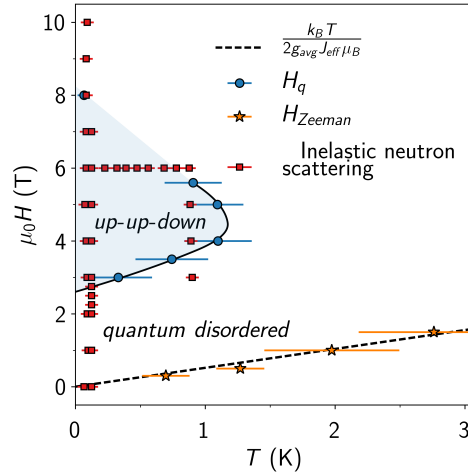 k_B T / 2g_avg J_eff μ_B
H_q
H_Zeeman
Inelastic neutron
scattering
up-up-down
quantum disordered
μ₀H (T)
10
8
6
4
2
0
0 1 2 3
T (K)